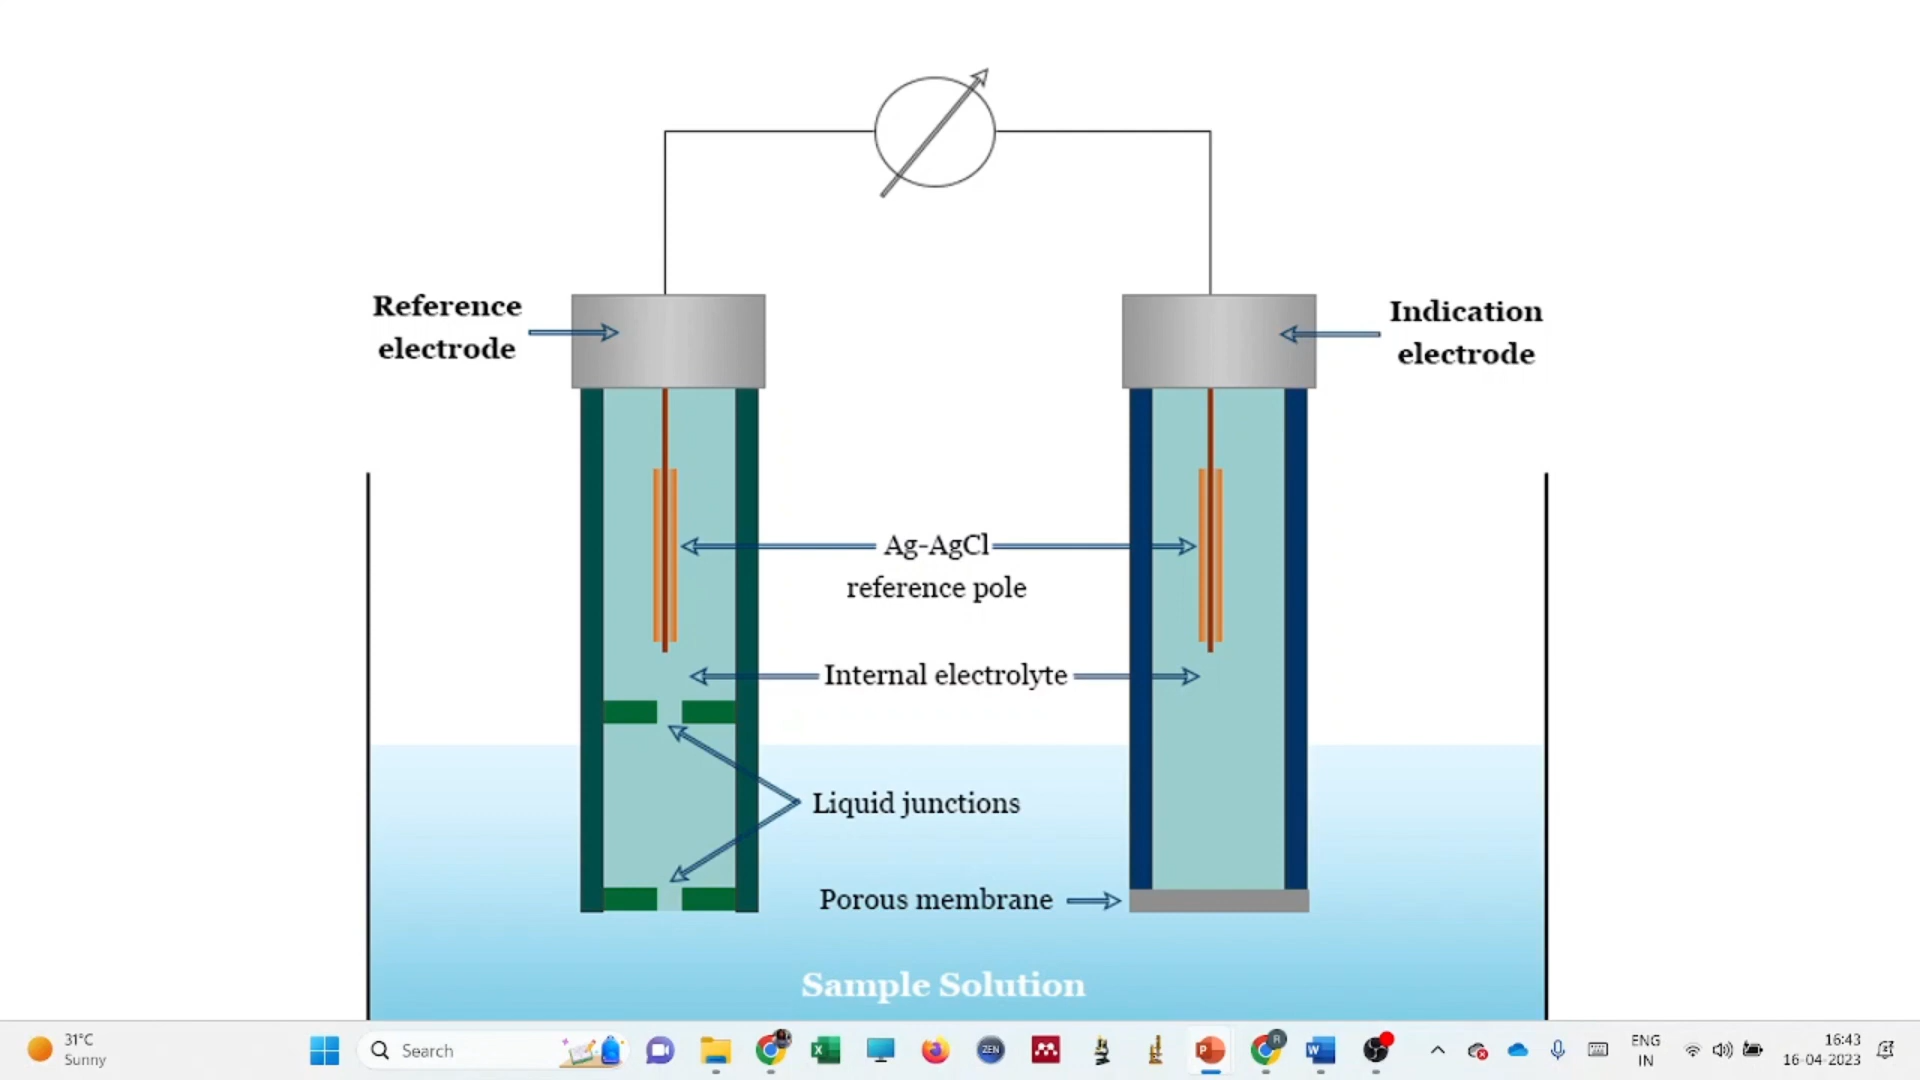 Reference
electrode
Indication
electrode
Ag-AgCl
reference pole
Internal electrolyte
Liquid junctions
Porous membrane
Sample Solution
31°C
Sunny
Search
ZEN
ENG
IN
16:43
16-04-2023